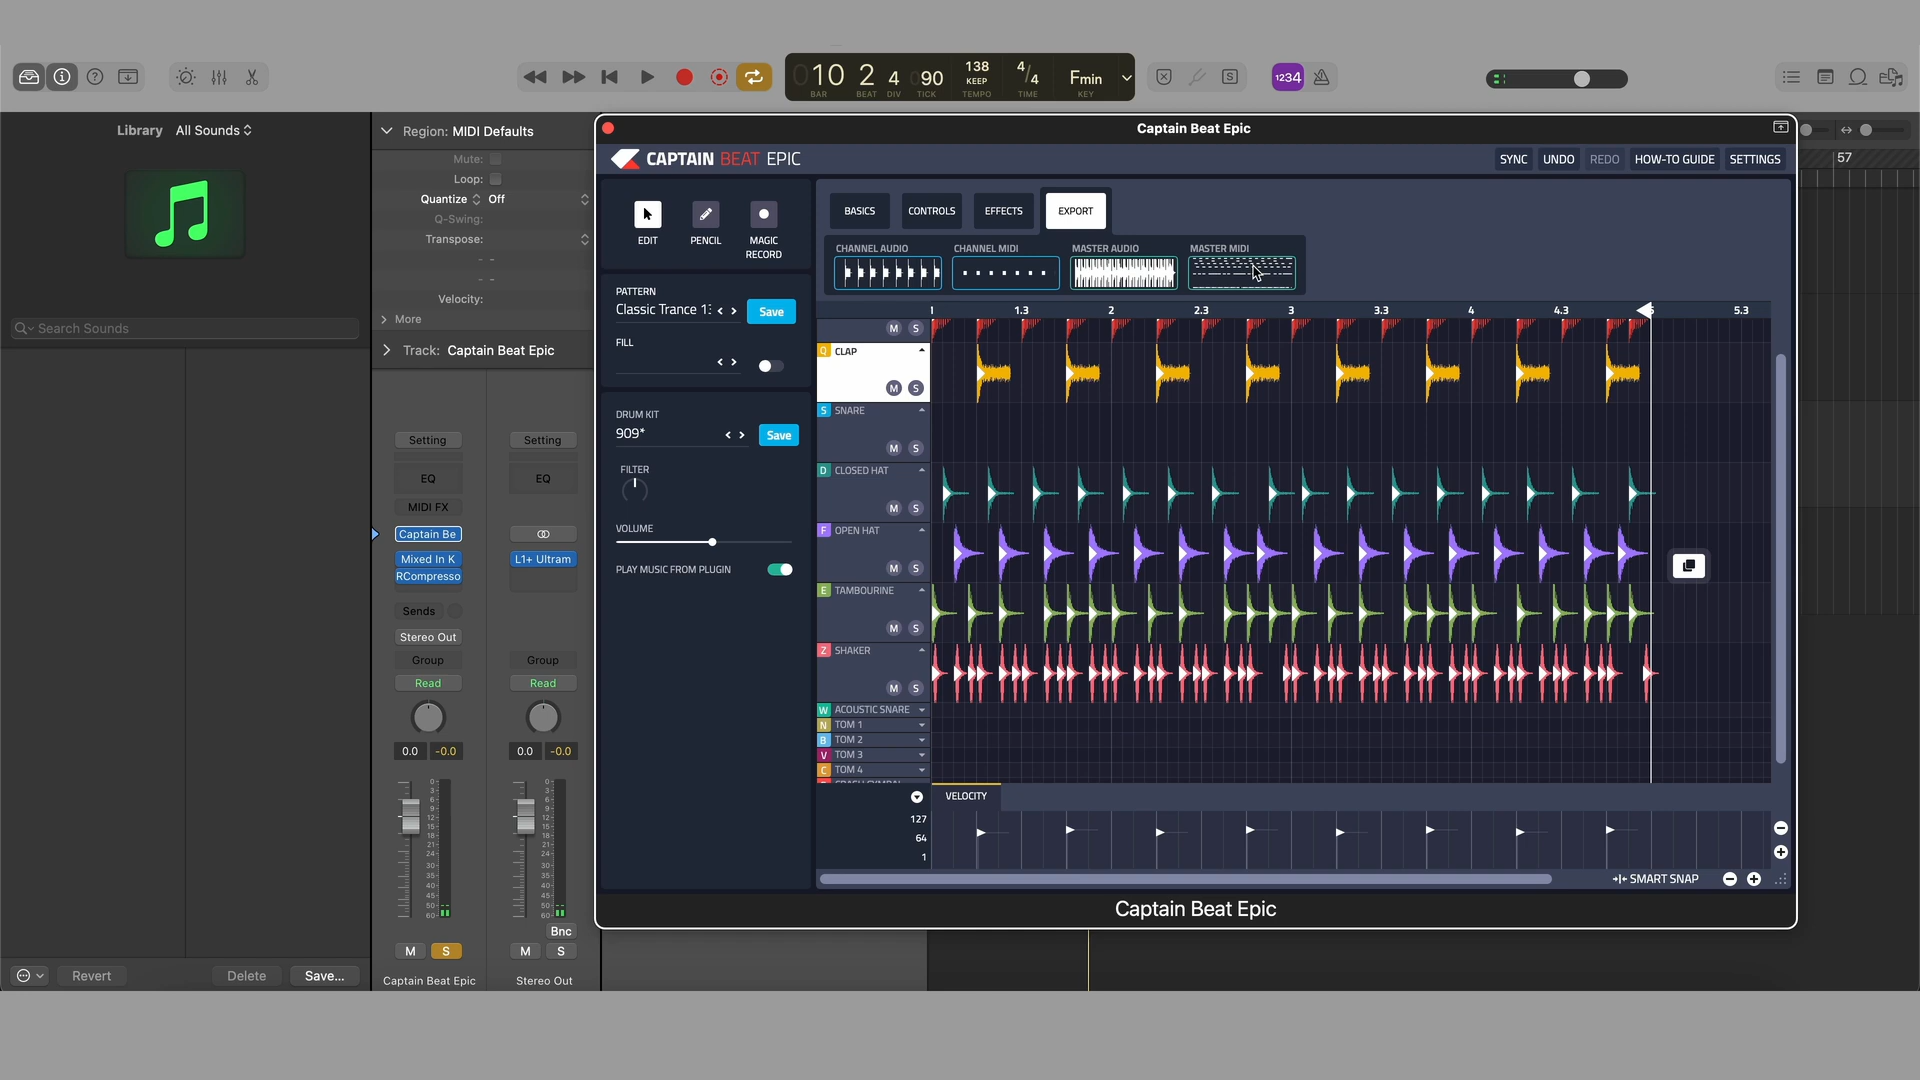 10 2 4 90 138 KEEP 4/4 Fmin
BAR BEAT DIV TICK TEMPO TIME KEY
S
1234
Library All Sounds
Search Sounds
Revert Delete Save...
Region: MIDI Defaults
Mute:
Loop:
Quantize Off
Q-Swing:
Transpose:
Velocity:
More
Track: Captain Beat Epic
Setting Setting
EQ EQ
MIDI FX
Captain Be
Mixed In K L1+ Ultram
RCompresso
Sends
Stereo Out
Group Group
Read Read
0.0 -0.0 0.0 -0.0
Bnc
M S M S
Captain Beat Epic Stereo Out
57
Captain Beat Epic
CAPTAIN BEAT EPIC
SYNC UNDO REDO HOW-TO GUIDE SETTINGS
EDIT PENCIL MAGIC RECORD
PATTERN
Classic Trance 1
Save
FILL
DRUM KIT
909*
Save
FILTER
VOLUME
PLAY MUSIC FROM PLUGIN
BASICS CONTROLS EFFECTS EXPORT
CHANNEL AUDIO CHANNEL MIDI MASTER AUDIO MASTER MIDI
1 1.3 2 2.3 3 3.3 4 4.3 5 5.3
M S
Q CLAP
M S
S SNARE
M S
D CLOSED HAT
M S
F OPEN HAT
M S
E TAMBOURINE
M S
Z SHAKER
M S
W ACOUSTIC SNARE
N TOM 1
B TOM 2
V TOM 3
C TOM 4
VELOCITY
127
64
1
SMART SNAP
Captain Beat Epic